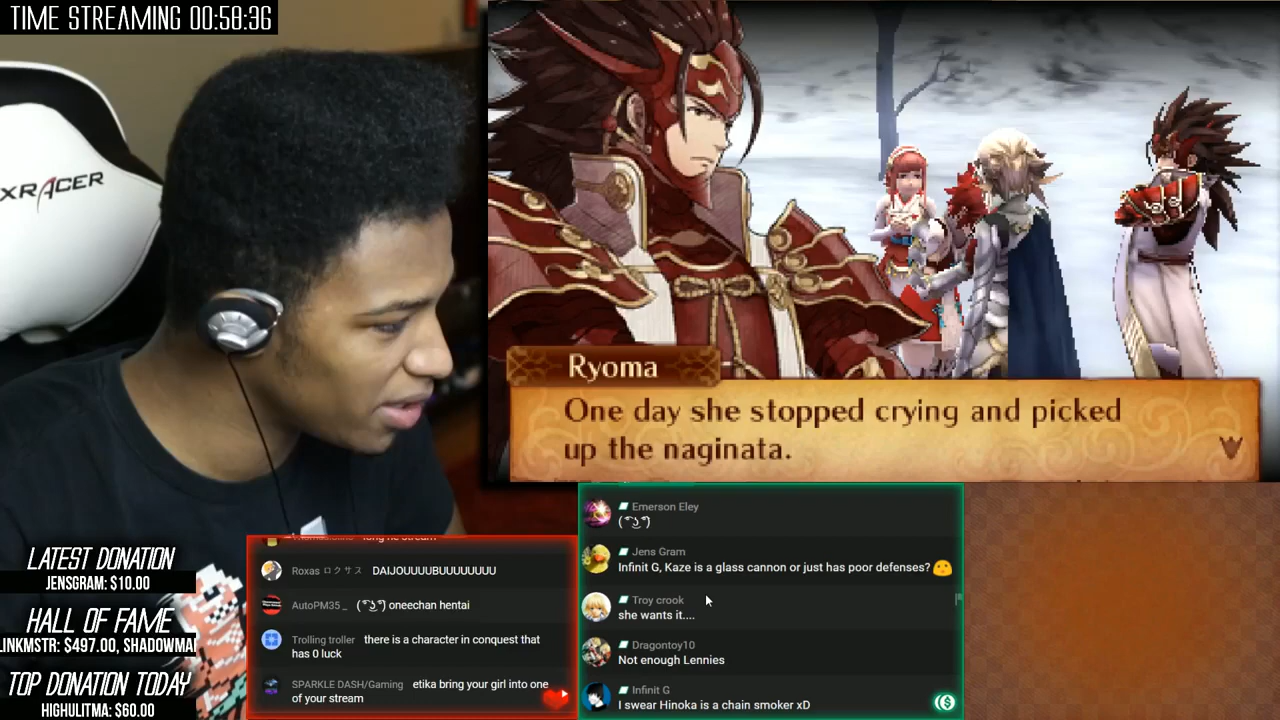 TIME STREAMING 00:58:36
XRACER
Ryoma
One day she stopped crying and picked
up the naginata.
LATEST DONATION
JENSGRAM: $10.00
HALL OF FAME
LINKMSTR: $497.00, SHADOWMA
TOP DONATION TODAY
HIGHULITMA: $60.00
Roxas ロクサス DAIJOUUUUBUUUUUUUU
AutoPM35_ ( ͡° ͜ʖ ͡°) oneechan hentai
Trolling troller there is a character in conquest that
has 0 luck
SPARKLE DASH/Gaming etika bring your girl into one
of your stream
Emerson Eley
( ͡° ͜ʖ ͡°)
Jens Gram
Infinit G, Kaze is a glass cannon or just has poor defenses?
Troy crook
she wants it....
Dragontoy10
Not enough Lennies
Infinit G
I swear Hinoka is a chain smoker xD